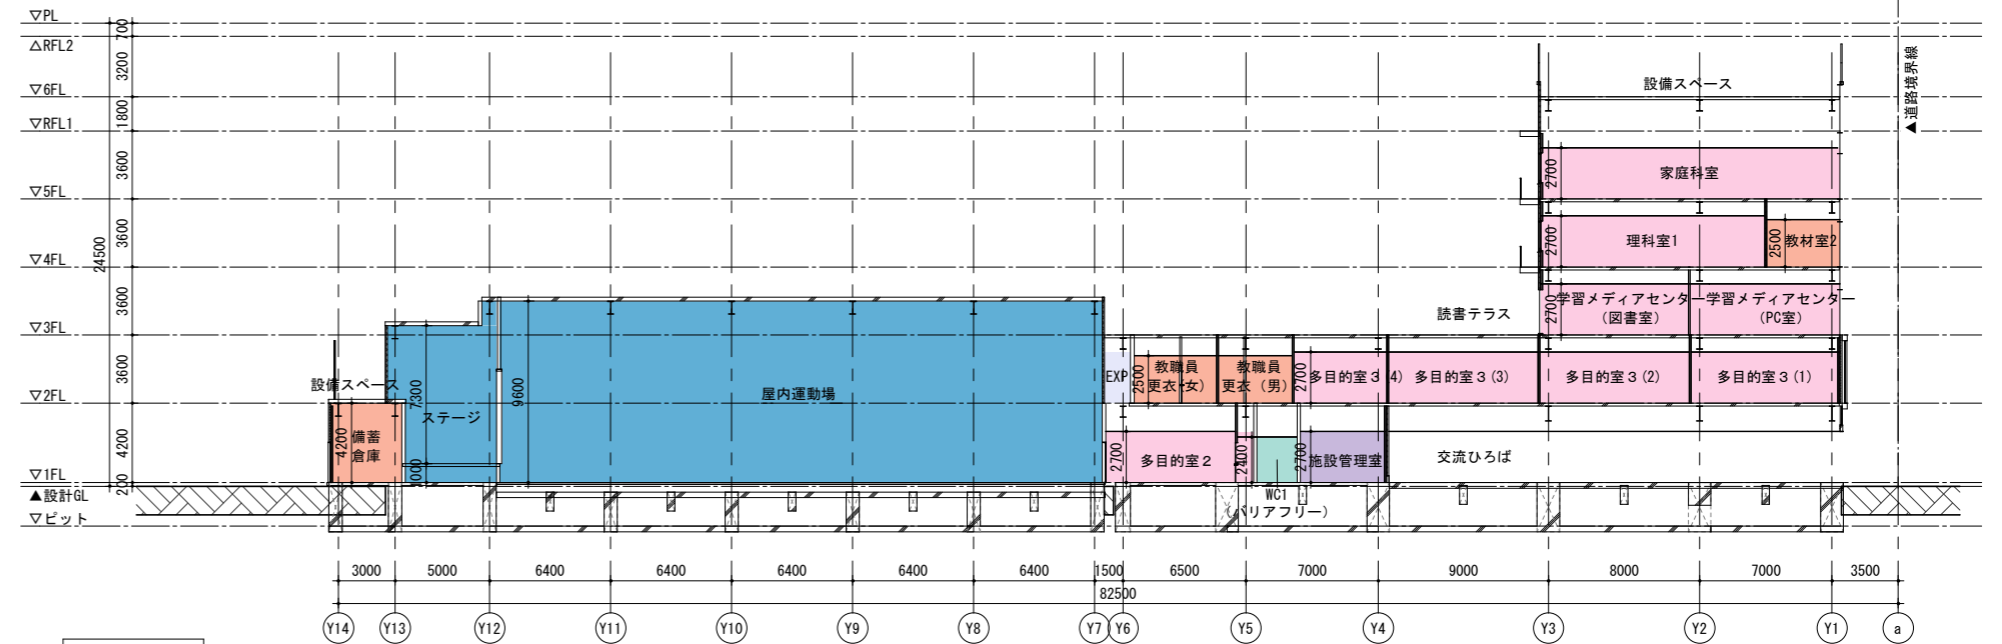 ▽PL
700
△RFL2
3200
設備スペース
▲道路境界線
▽6FL
1800
▽RFL1
3600
2700
家庭科室
▽5FL
24500
3600
2700
理科室1
2500
教材室2
▽4FL
3600
2700
学習メディアセンター
(図書室)
学習メディアセンター
(PC室)
読書テラス
▽3FL
3600
設備スペース
7300
ステージ
9600
屋内運動場
EXP
2500
教職員
更衣(女)
教職員
更衣(男)
2700
多目的室3(4)
多目的室3(3)
多目的室3(2)
多目的室3(1)
▽2FL
4200
4200
備蓄
倉庫
1000
2700
多目的室2
2400
2700
施設管理室
交流ひろば
▽1FL
200
▲設計GL
WC1
(バリアフリー)
▽ピット
3000 5000 6400 6400 6400 6400 6400 1500 6500 7000 9000 8000 7000 3500
82500
Y14 Y13 Y12 Y11 Y10 Y9 Y8 Y7 Y6 Y5 Y4 Y3 Y2 Y1 a